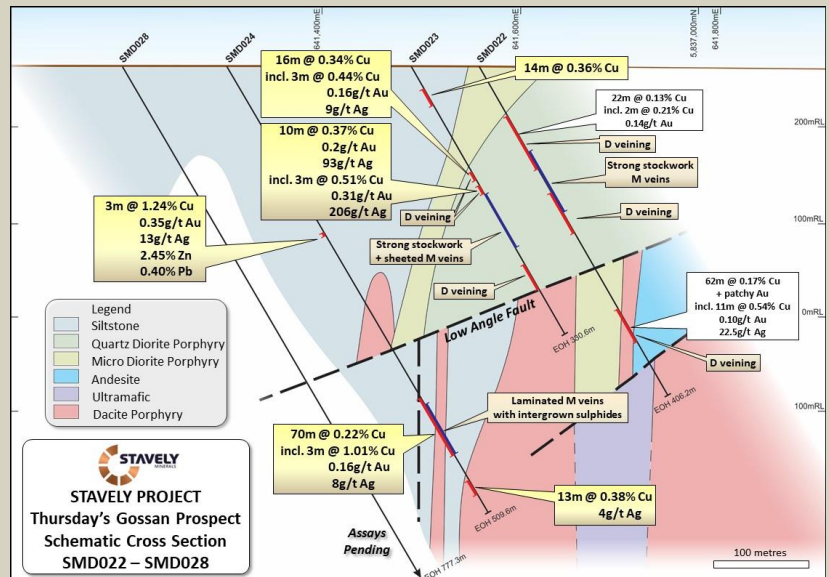 SMD028
SMD024
641,400mE
SMD023
SMD022
641,600mE
5,837,000mN
641,800mE
16m @ 0.34% Cu
incl. 3m @ 0.44% Cu
0.16g/t Au
9g/t Ag
14m @ 0.36% Cu
22m @ 0.13% Cu
incl. 2m @ 0.21% Cu
0.14g/t Au
200mRL
10m @ 0.37% Cu
0.2g/t Au
93g/t Ag
incl. 3m @ 0.51% Cu
0.31g/t Au
206g/t Ag
D veining
Strong stockwork
M veins
D veining
D veining
3m @ 1.24% Cu
0.35g/t Au
13g/t Ag
2.45% Zn
0.40% Pb
100mRL
Strong stockwork
+ sheeted M veins
D veining
62m @ 0.17% Cu
+ patchy Au
incl. 11m @ 0.54% Cu
0.10g/t Au
22.5g/t Ag
0mRL
Low Angle Fault
EOH 330.6m
D veining
Legend
Siltstone
Quartz Diorite Porphyry
Micro Diorite Porphyry
Andesite
Ultramafic
Dacite Porphyry
EOH 406.2m
100mRL
Laminated M veins
with intergrown sulphides
70m @ 0.22% Cu
incl. 3m @ 1.01% Cu
0.16g/t Au
8g/t Ag
13m @ 0.38% Cu
4g/t Ag
EOH 509.6m
Assays
Pending
EOH 777.3m
STAVELY
MINERALS
STAVELY PROJECT
Thursday's Gossan Prospect
Schematic Cross Section
SMD022 – SMD028
100 metres